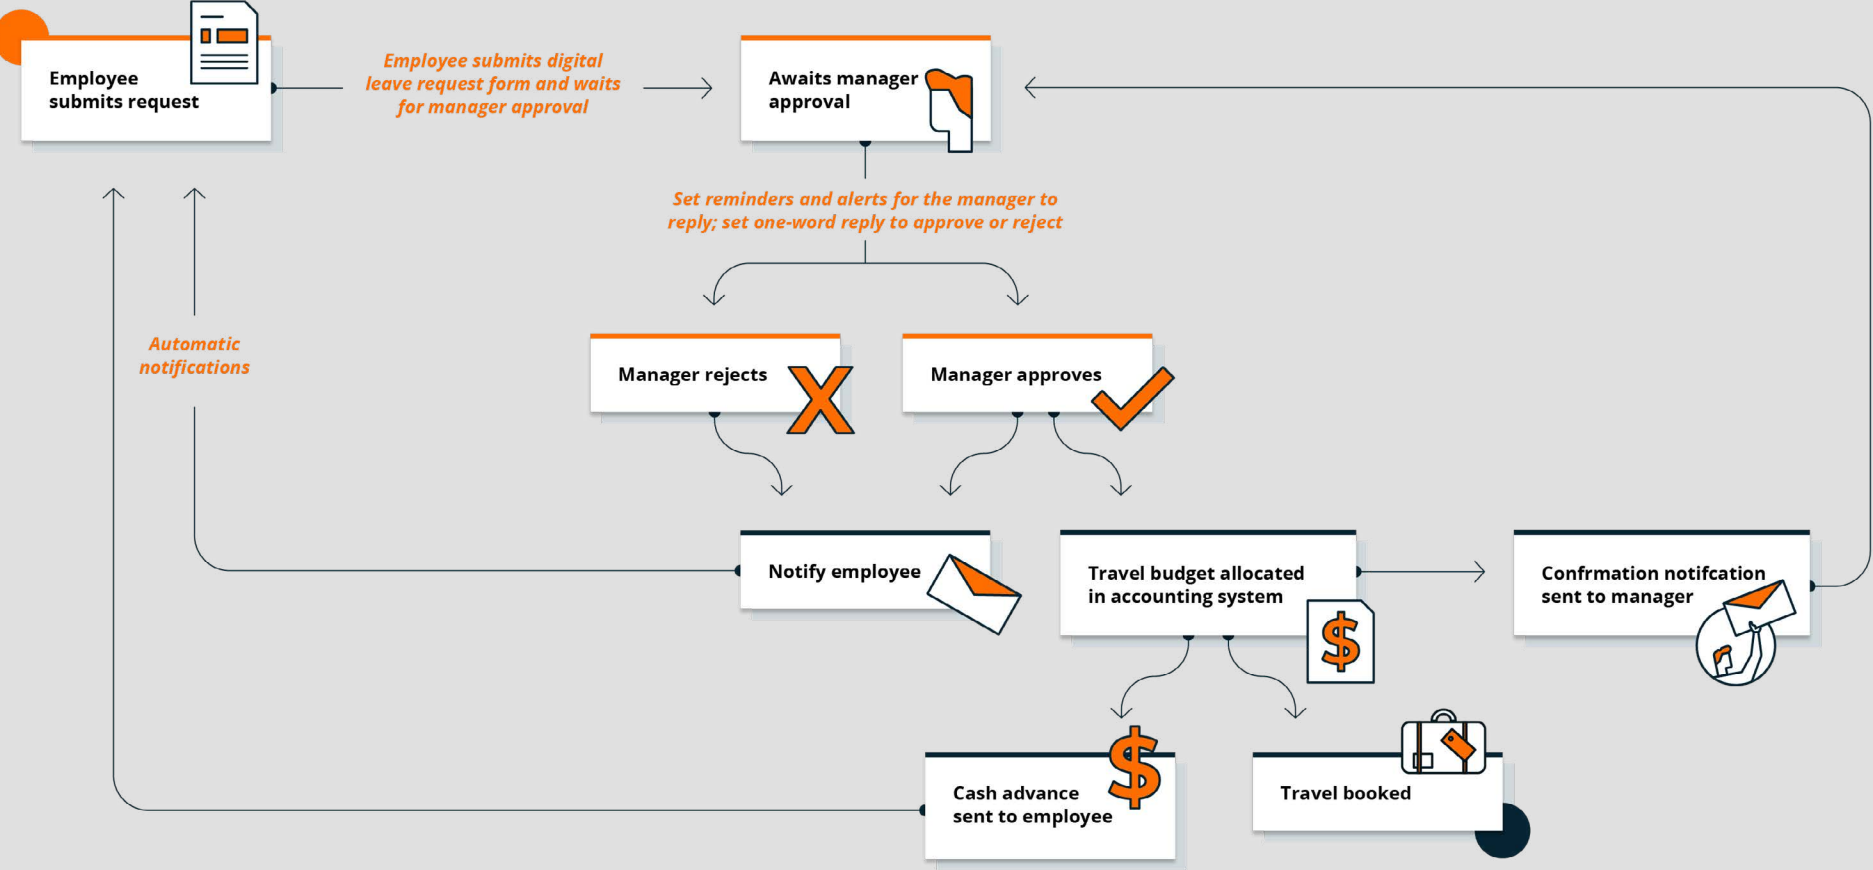 Employee
submits request
Employee submits digital
leave request form and waits
for manager approval
Awaits manager
approval
Set reminders and alerts for the manager to
reply; set one-word reply to approve or reject
Automatic
notifications
Manager rejects
X
Manager approves
Notify employee
Travel budget allocated
in accounting system
$
Confrmation notifcation
sent to manager
$
Cash advance
sent to employee
Travel booked